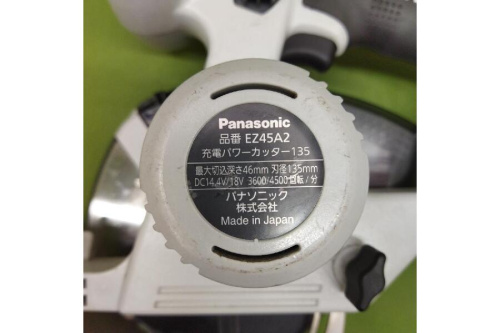 Panasonic
品番 EZ45A2
充電パワーカッター135
最大切込深さ46mm 刃径135mm
DC14.4V/18V 3600/4500回転/分
パナソニック
株式会社
Made in Japan